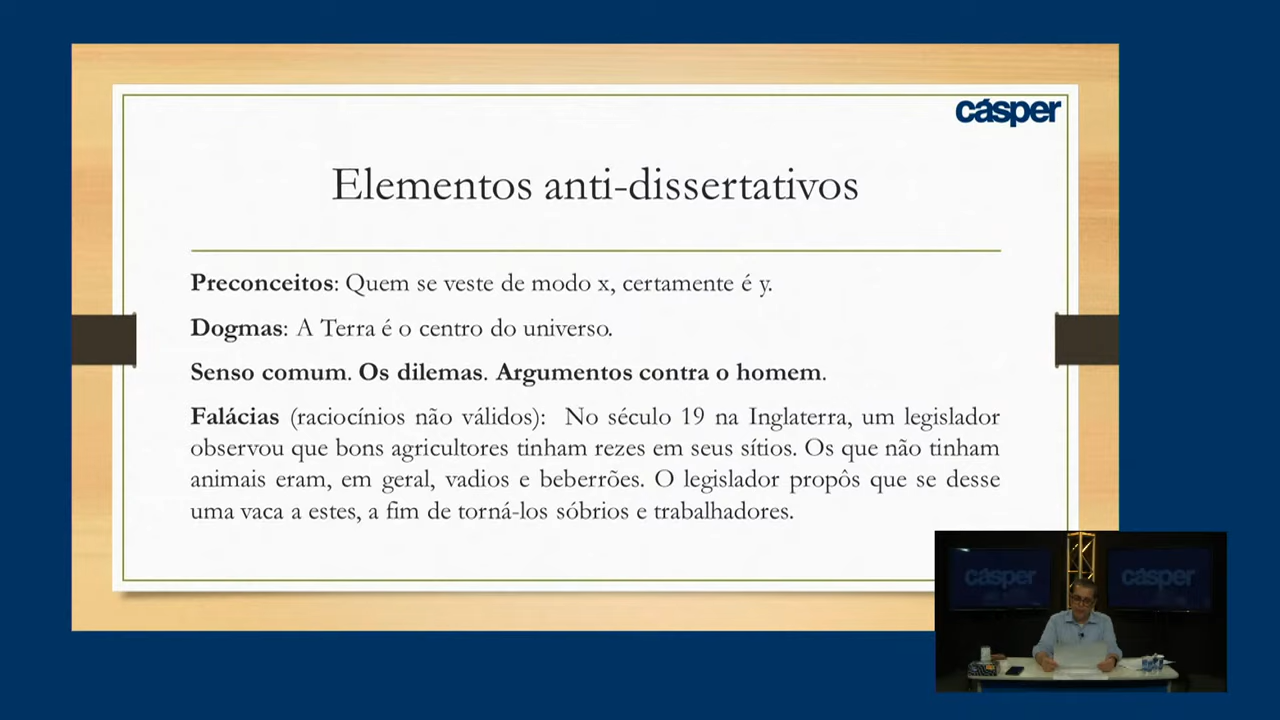 cásper
Elementos anti-dissertativos
Preconceitos: Quem se veste de modo x, certamente é y.
Dogmas: A Terra é o centro do universo.
Senso comum. Os dilemas. Argumentos contra o homem.
Falácias (raciocínios não válidos): No século 19 na Inglaterra, um legislador
observou que bons agricultores tinham rezes em seus sítios. Os que não tinham
animais eram, em geral, vadios e beberrões. O legislador propôs que se desse
uma vaca a estes, a fim de torná-los sóbrios e trabalhadores.
cásper
cásper